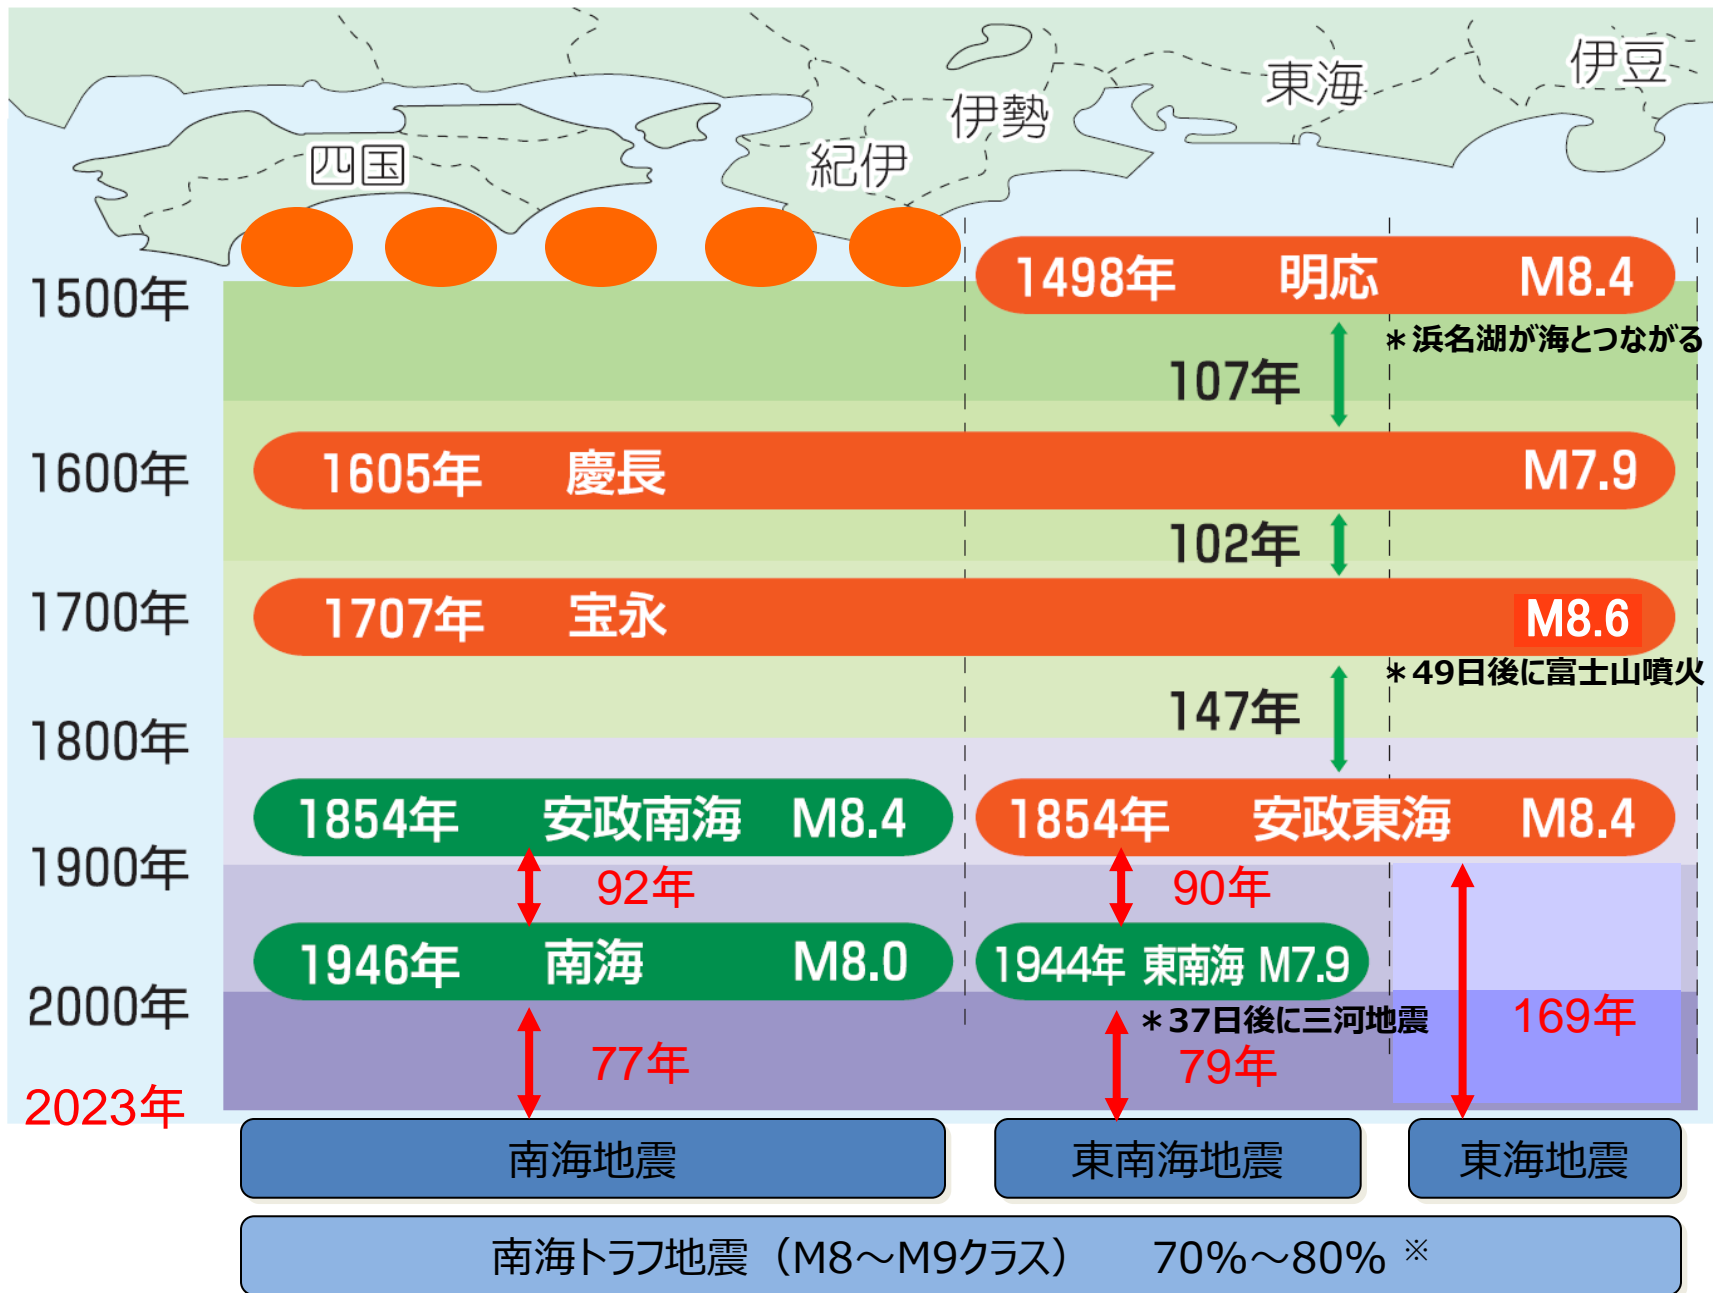 伊豆
東海
伊勢
紀伊
四国
1500年
1498年 明応 M8.4
＊浜名湖が海とつながる
107年
1600年
1605年 慶長 M7.9
102年
1700年
1707年 宝永 M8.6
＊49日後に富士山噴火
147年
1800年
1854年 安政南海 M8.4
1854年 安政東海 M8.4
1900年
92年
90年
1946年 南海 M8.0
1944年 東南海 M7.9
2000年
＊37日後に三河地震
169年
77年
79年
2023年
南海地震
東南海地震
東海地震
南海トラフ地震（M8～M9クラス） 70%～80% ※